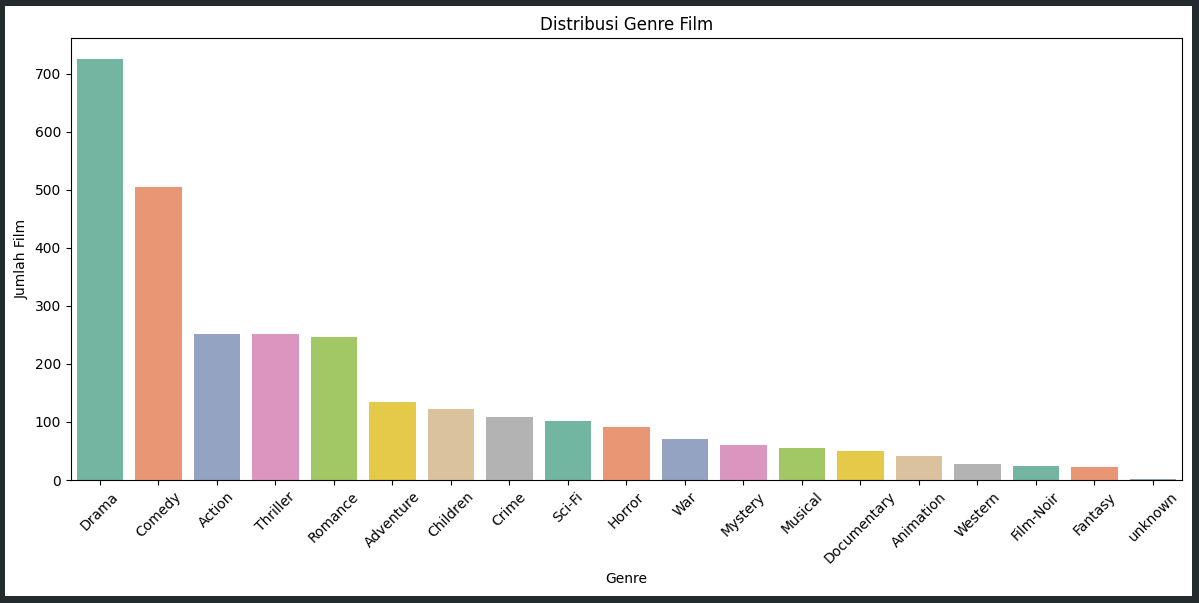 Distribusi Genre Film
Jumlah Film
700
600
500
400
300
200
100
0
Drama
Comedy
Action
Thriller
Romance
Adventure
Children
Crime
Sci-Fi
Horror
War
Mystery
Musical
Documentary
Animation
Western
Film-Noir
Fantasy
unknown
Genre